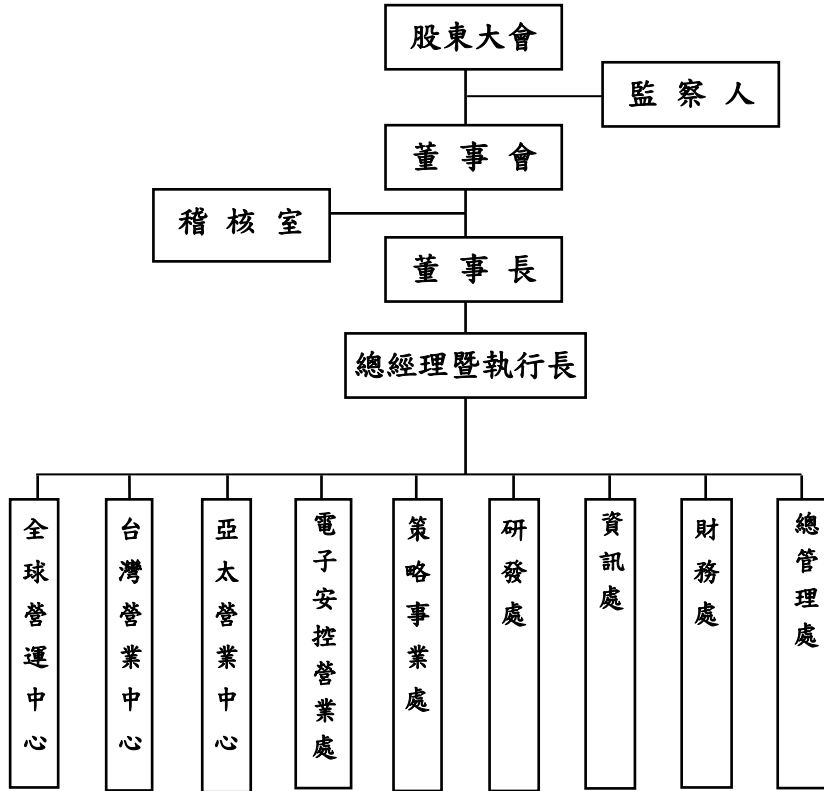 股東大會
監察人
董事會
稽核室
董事長
總經理暨執行長
全球營運中心
台灣營業中心
亞太營業中心
電子安控營業處
策略事業處
研發處
資訊處
財務處
總管理處